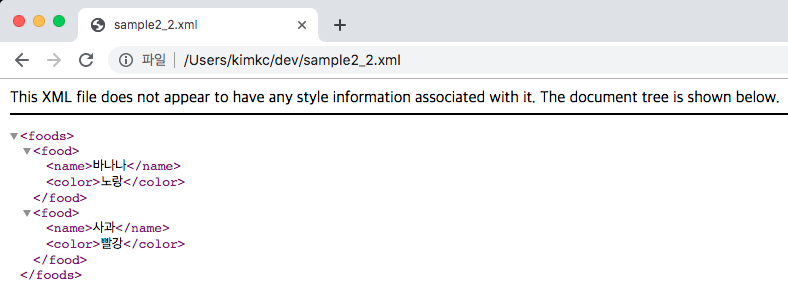 sample2_2.xml
파일 /Users/kimkc/dev/sample2_2.xml
This XML file does not appear to have any style information associated with it. The document tree is shown below.
<foods>
<food>
<name>바나나</name>
<color>노랑</color>
</food>
<food>
<name>사과</name>
<color>빨강</color>
</food>
</foods>